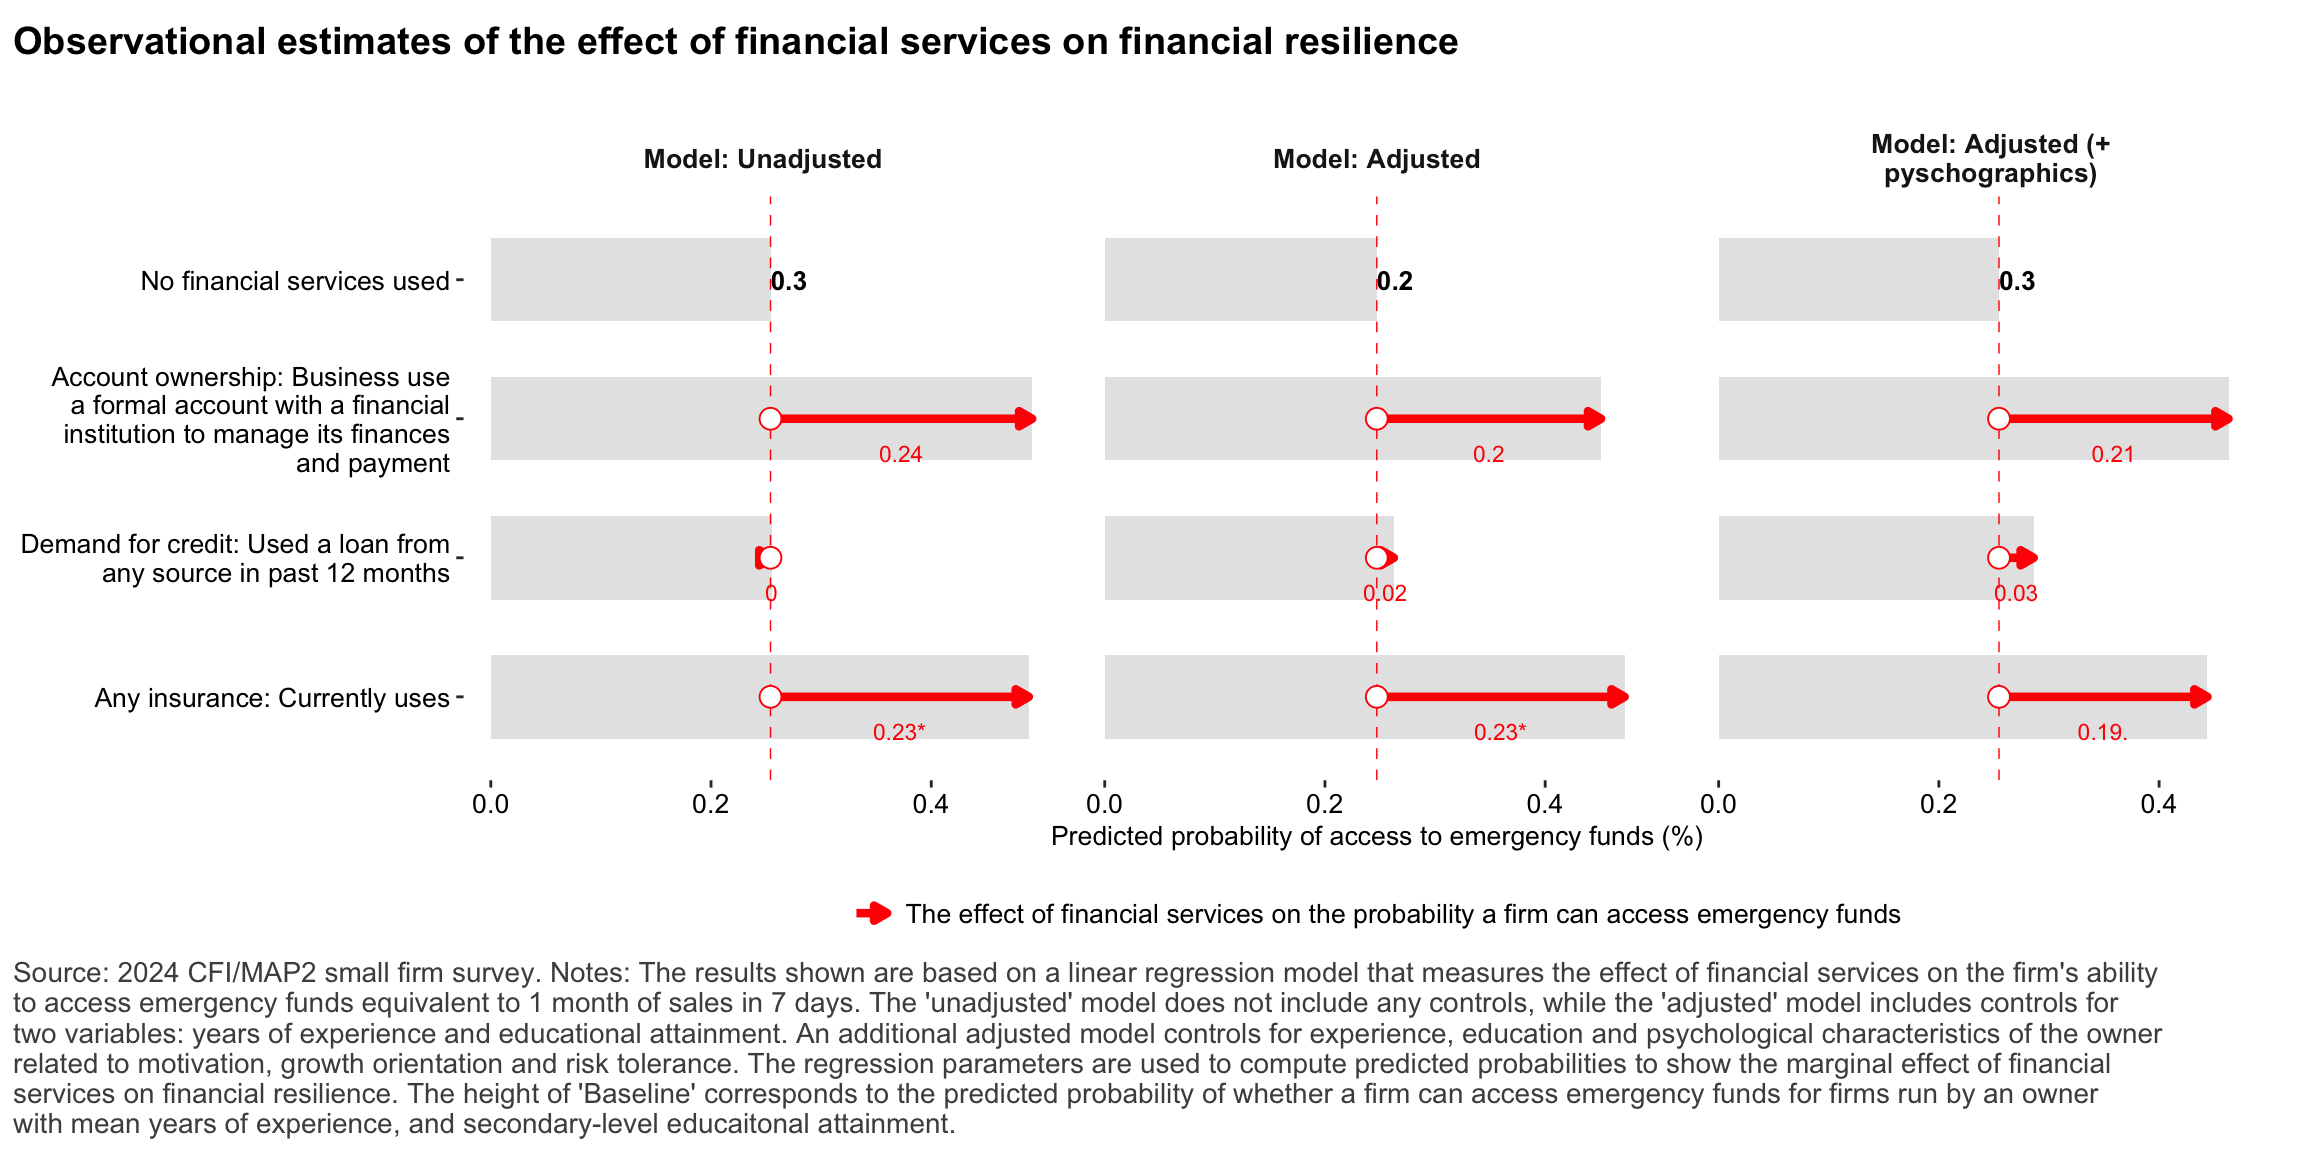 Observational estimates of the effect of financial services on financial resilience
Model: Unadjusted
Model: Adjusted
Model: Adjusted (+
pyschographics)
No financial services used
0.3
0.2
0.3
Account ownership: Business use
a formal account with a financial
institution to manage its finances
and payment
0.24
0.2
0.21
Demand for credit: Used a loan from
any source in past 12 months
0
0.02
0.03
Any insurance: Currently uses
0.23*
0.23*
0.19.
0.0 0.2 0.4
0.0 0.2 0.4
0.0 0.2 0.4
Predicted probability of access to emergency funds (%)
The effect of financial services on the probability a firm can access emergency funds
Source: 2024 CFI/MAP2 small firm survey. Notes: The results shown are based on a linear regression model that measures the effect of financial services on the firm's ability
to access emergency funds equivalent to 1 month of sales in 7 days. The 'unadjusted' model does not include any controls, while the 'adjusted' model includes controls for
two variables: years of experience and educational attainment. An additional adjusted model controls for experience, education and psychological characteristics of the owner
related to motivation, growth orientation and risk tolerance. The regression parameters are used to compute predicted probabilities to show the marginal effect of financial
services on financial resilience. The height of 'Baseline' corresponds to the predicted probability of whether a firm can access emergency funds for firms run by an owner
with mean years of experience, and secondary-level educaitonal attainment.